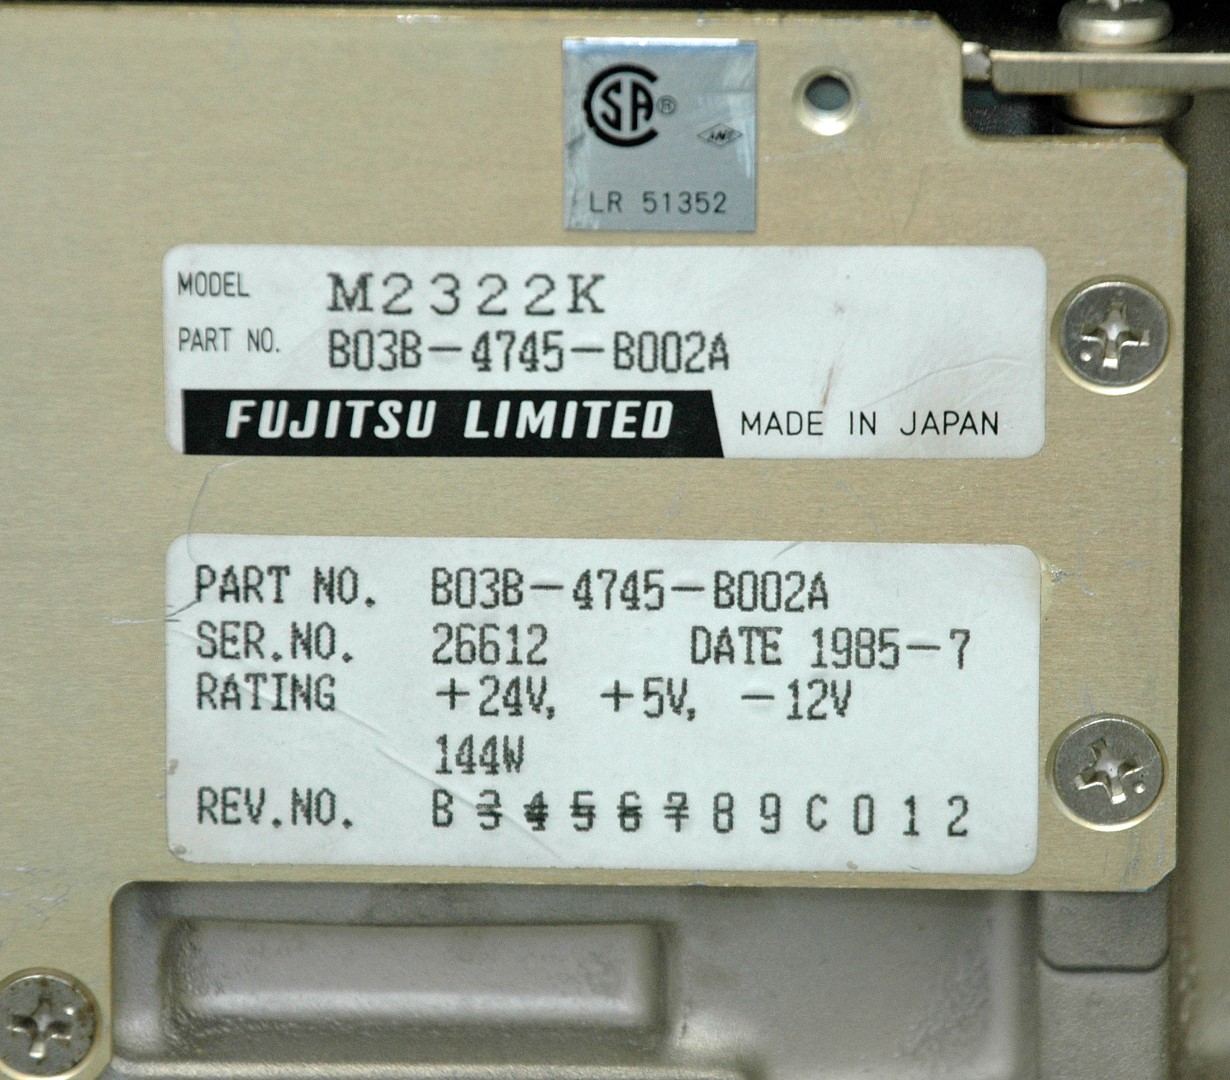 CSA®
LR 51352
MODEL M2322K
PART NO. B03B-4745-B002A
FUJITSU LIMITED MADE IN JAPAN
PART NO. B03B-4745-B002A
SER.NO. 26612 DATE 1985-7
RATING +24V, +5V, -12V
144W
REV.NO. B 3 4 5 6 7 8 9 C 0 1 2